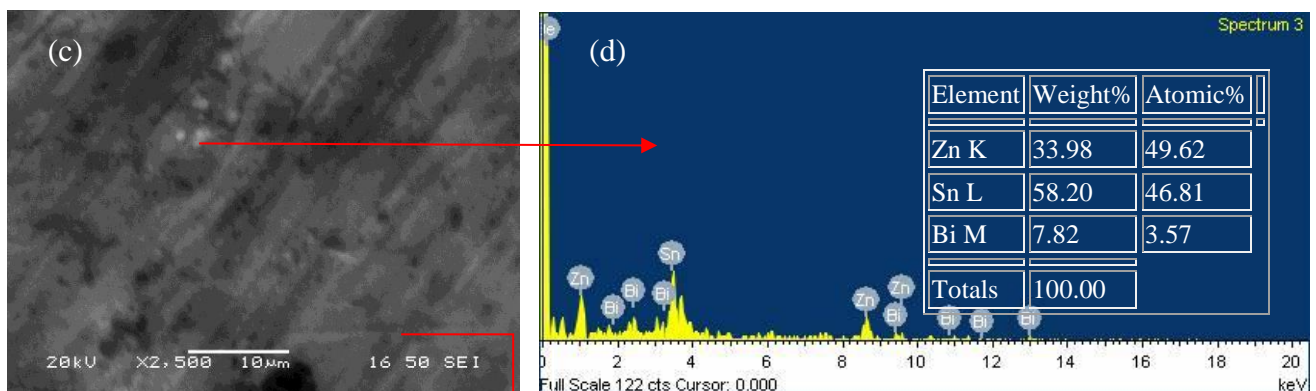 (c)
20kV X2,500 10µm 16 50 SEI
(d)
Spectrum 3
Element Weight% Atomic%
Zn K 33.98 49.62
Sn L 58.20 46.81
Bi M 7.82 3.57
Totals 100.00
Zn Bi Bi Bi Sn Zn Bi Zn Bi Bi Bi
0 2 4 6 8 10 12 14 16 18 20
Full Scale 122 cts Cursor: 0.000 keV